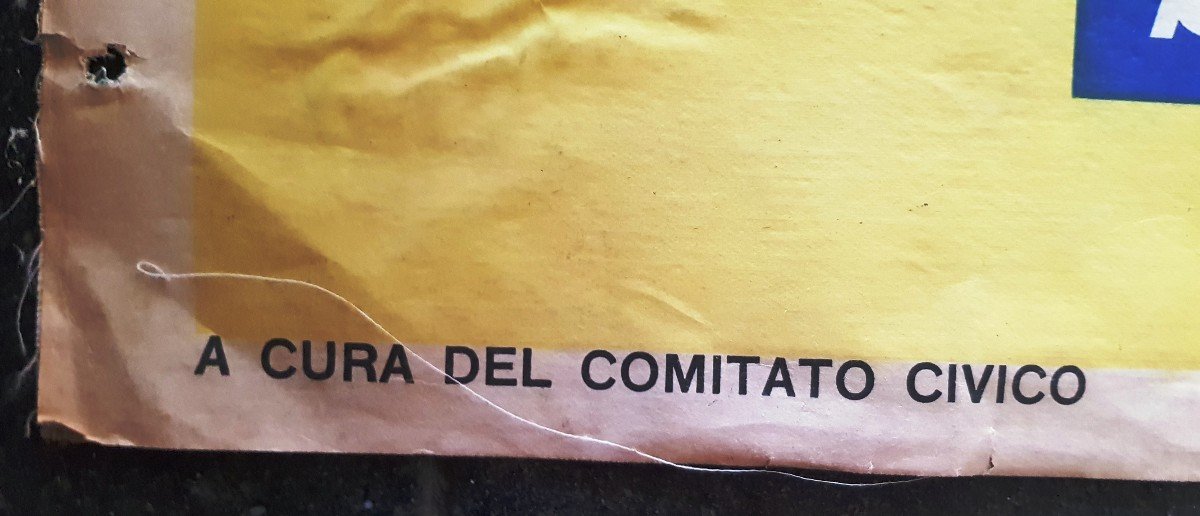 A CURA DEL COMITATO CIVICO